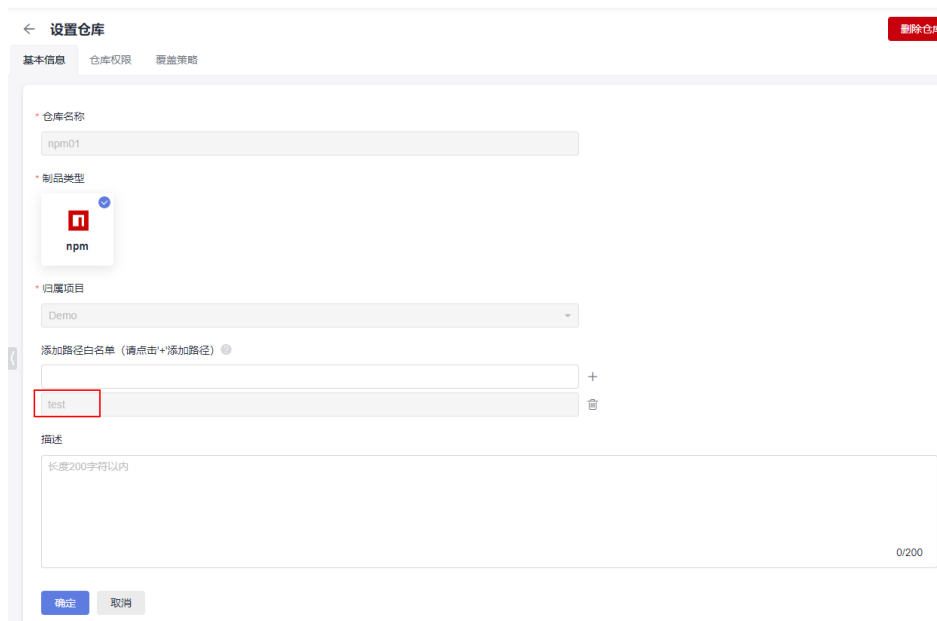 ← 设置仓库
删除仓库
基本信息 仓库权限 覆盖策略
* 仓库名称
npm01
* 制品类型
npm
* 归属项目
Demo
添加路径白名单（请点击'+'添加路径） ?
+
test
描述
长度200字符以内
0/200
确定 取消